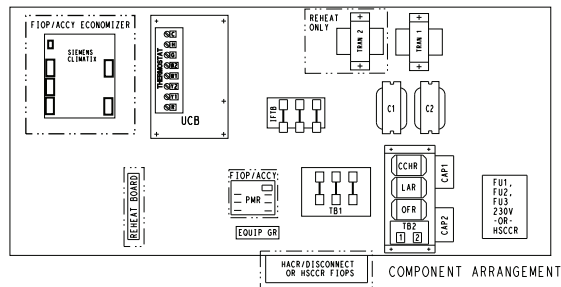 FIOP/ACCY ECONOMIZER
SIEMENS
CLIMATIX
THERMOSTAT
C
H
G
R2
W1
Y2
Y1
R
UCB
REHEAT
ONLY
TRAN 2
TRAN 1
IFTB
C1
C2
REHEAT BOARD
FIOP/ACCY
PMR
EQUIP GR
TB1
CCHR
LAR
OFR
TB2
1 2
CAP1
CAP2
FU1,
FU2,
FU3
230V
-OR-
HSCCR
HACR/DISCONNECT
OR HSCCR FIOPS
COMPONENT ARRANGEMENT